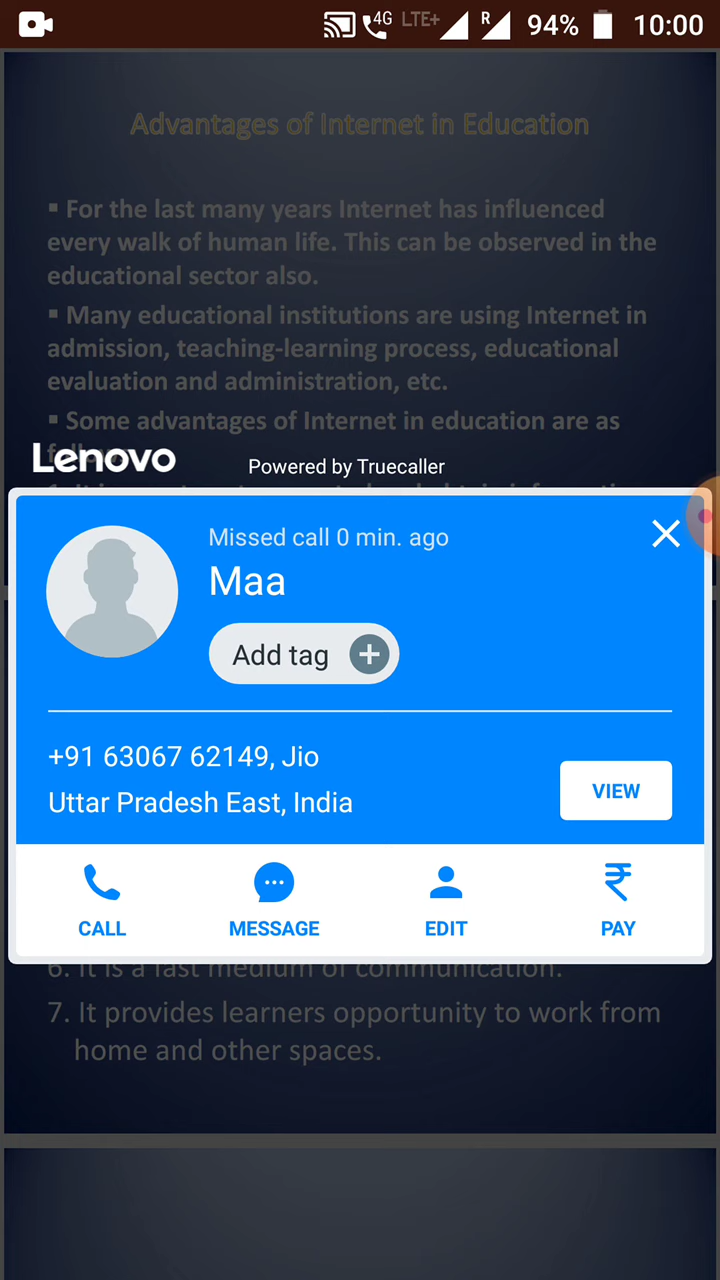 4G LTE+ R 94% 10:00
Advantages of Internet in Education
▪ For the last many years Internet has influenced
every walk of human life. This can be observed in the
educational sector also.
▪ Many educational institutions are using Internet in
admission, teaching-learning process, educational
evaluation and administration, etc.
▪ Some advantages of Internet in education are as
Lenovo
Powered by Truecaller
Missed call 0 min. ago
Maa
Add tag
+91 63067 62149, Jio
Uttar Pradesh East, India
VIEW
CALL MESSAGE EDIT PAY
6. It is a fast medium of communication.
7. It provides learners opportunity to work from
home and other spaces.